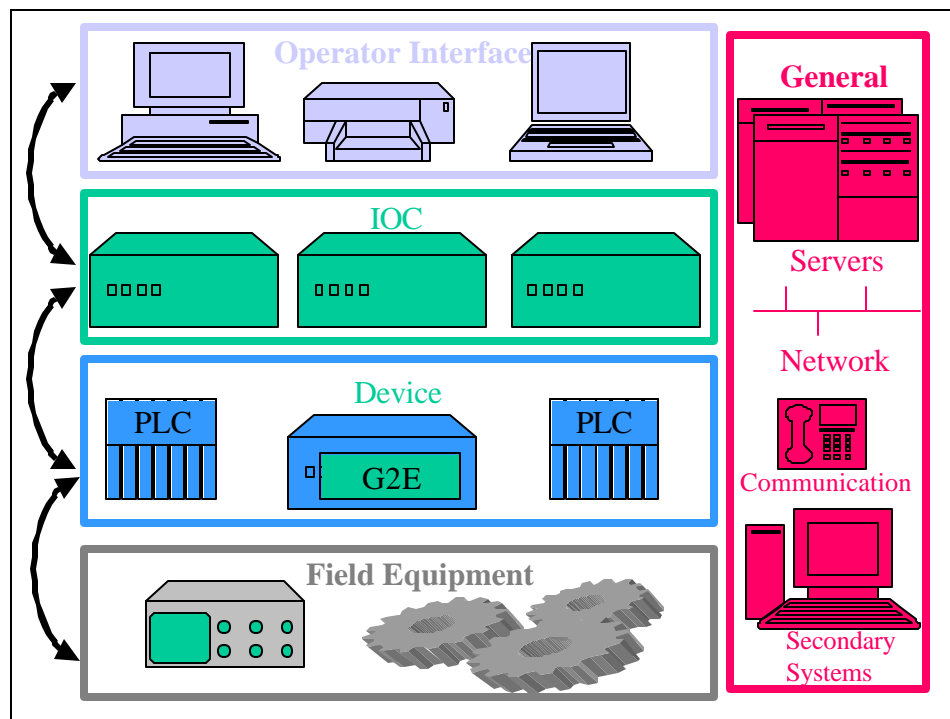 Operator Interface
General
IOC
Servers
Network
Device
PLC
G2E
PLC
Communication
Field Equipment
Secondary
Systems